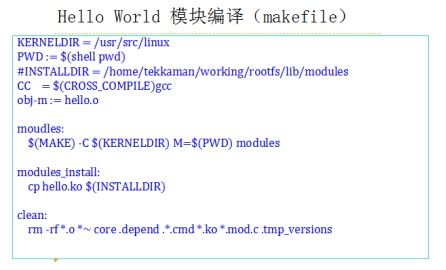 Hello World 模块编译（makefile）
KERNELDIR = /usr/src/linux
PWD := $(shell pwd)
#INSTALLDIR = /home/tekkaman/working/rootfs/lib/modules
CC = $(CROSS_COMPILE)gcc
obj-m := hello.o
moudles:
$(MAKE) -C $(KERNELDIR) M=$(PWD) modules
modules_install:
cp hello.ko $(INSTALLDIR)
clean:
rm -rf *.o *~ core .depend .*.cmd *.ko *.mod.c .tmp_versions